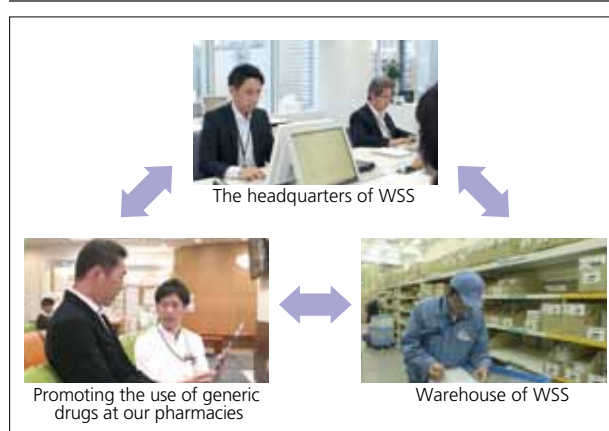 The headquarters of WSS
Promoting the use of generic
drugs at our pharmacies
Warehouse of WSS